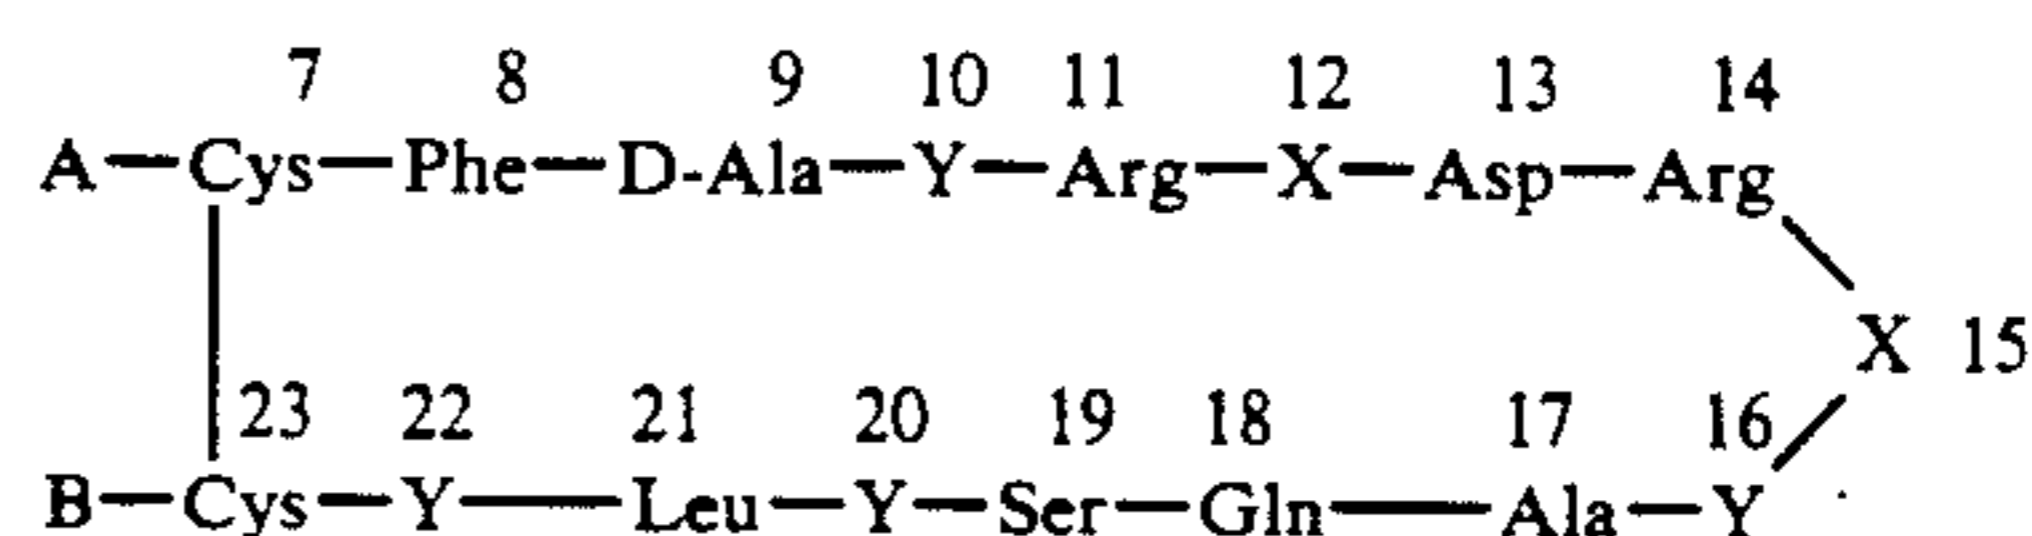 7 8 9 10 11 12 13 14
A—Cys—Phe—D-Ala—Y—Arg—X—Asp—Arg
X 15
23 22 21 20 19 18 17 16
B—Cys—Y—Leu—Y—Ser—Gln—Ala—Y